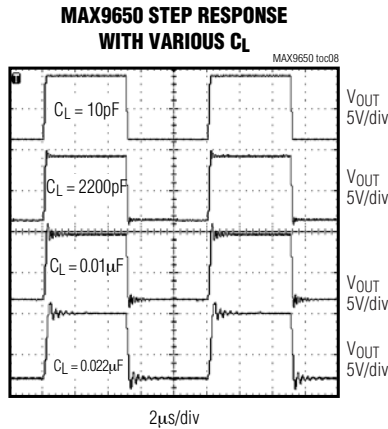 MAX9650 STEP RESPONSE
WITH VARIOUS CL
MAX9650 toc08
CL = 10pF
VOUT
5V/div
CL = 2200pF
VOUT
5V/div
CL = 0.01μF
VOUT
5V/div
CL = 0.022μF
VOUT
5V/div
2μs/div